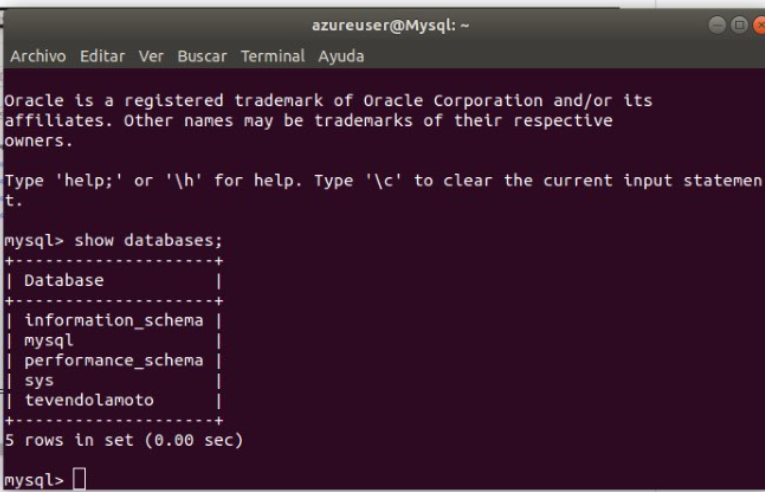 azureuser@Mysql: ~
Archivo Editar Ver Buscar Terminal Ayuda
Oracle is a registered trademark of Oracle Corporation and/or its
affiliates. Other names may be trademarks of their respective
owners.
Type 'help;' or '\h' for help. Type '\c' to clear the current input statemen
t.
mysql> show databases;
+--------------------+
| Database           |
+--------------------+
| information_schema |
| mysql              |
| performance_schema |
| sys                |
| tevendolamoto      |
+--------------------+
5 rows in set (0.00 sec)
mysql>